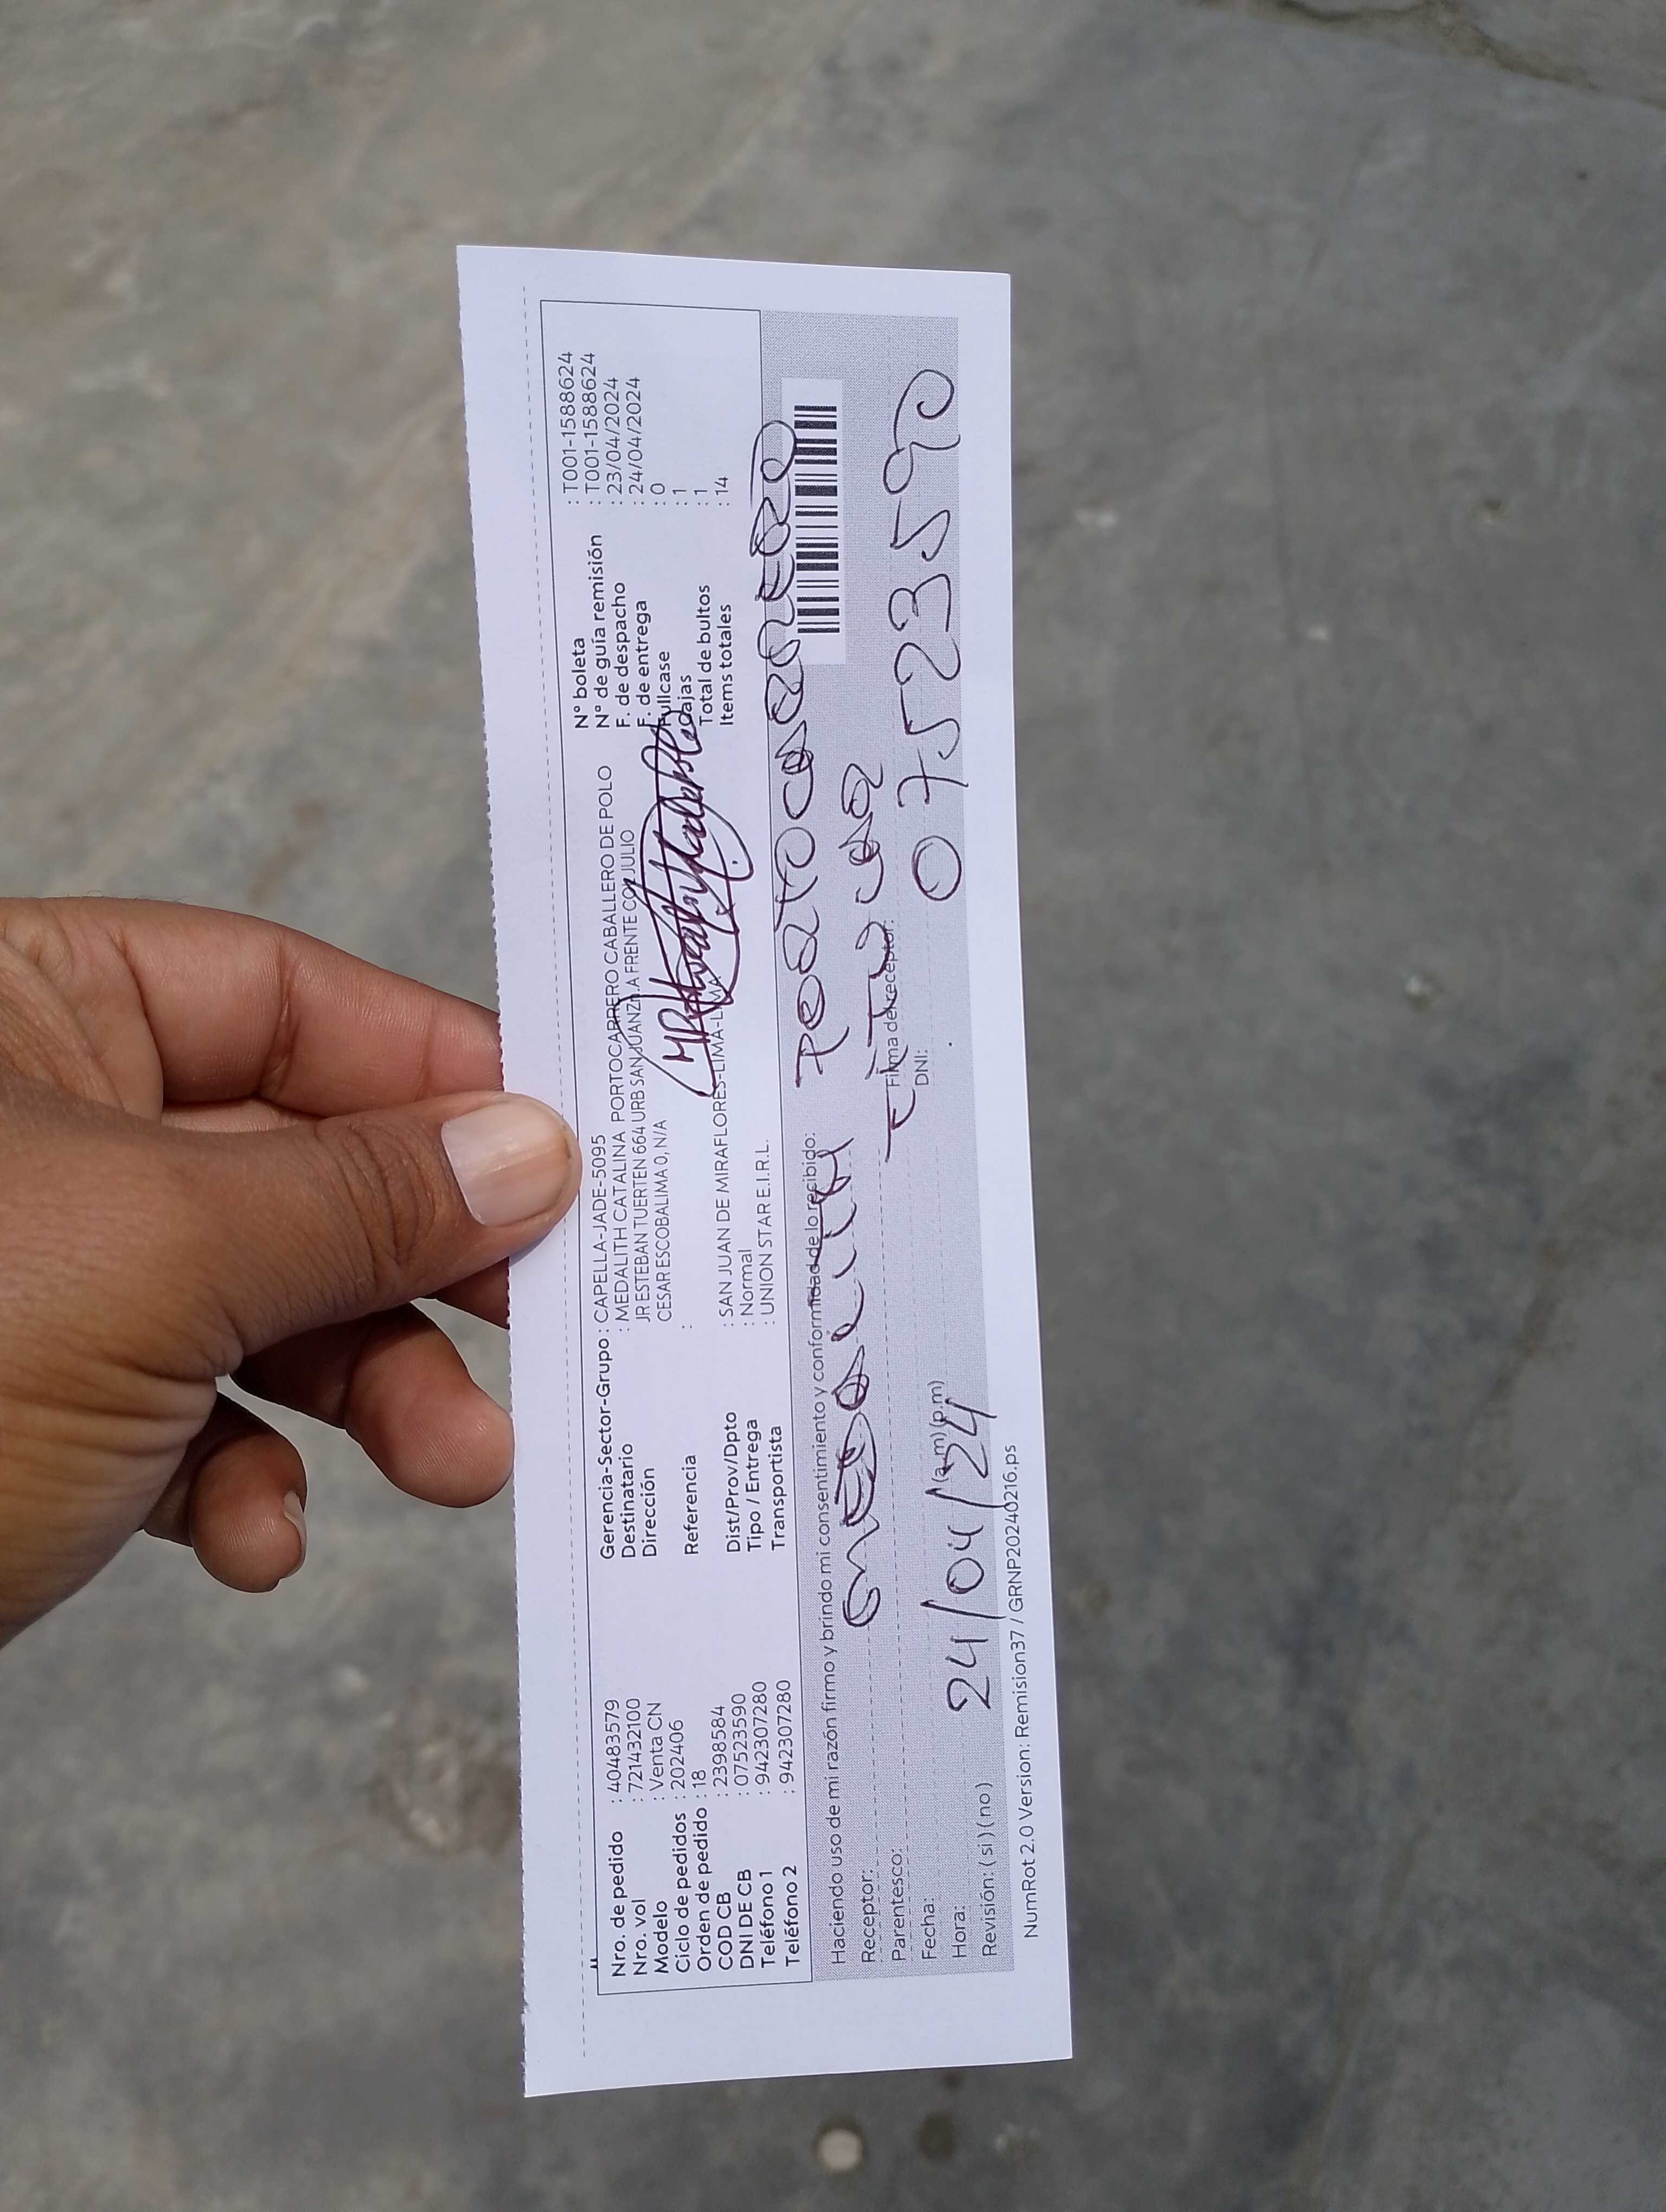 Nro. de pedido : 40483579
Nro. vol : 721432100
Modelo : Venta CN
Ciclo de pedidos : 202406
Orden de pedido : 18
COD CB : 2398584
DNI DE CB : 07523590
Teléfono 1 : 942307280
Teléfono 2 : 942307280
Gerencia-Sector-Grupo : CAPELLA-JADE-5095
Destinatario : MEDALITH CATALINA PORTOCARRERO CABALLERO DE POLO
Dirección JR ESTEBAN TUERTEN 664 URB SAN JUANZn.A FRENTE COL JULIO
CESAR ESCOBALIMA 0, N/A
Referencia :
Dist/Prov/Dpto : SAN JUAN DE MIRAFLORES-LIMA-LIMA
Tipo / Entrega : Normal
Transportista : UNION STAR E.I.R.L.
N° boleta : T001-1588624
N° de guía remisión : T001-1588624
F. de despacho : 23/04/2024
F. de entrega : 24/04/2024
Fullcase : 0
Cajas : 1
Total de bultos : 1
Items totales : 14
Haciendo uso de mi razón firmo y brindo mi consentimiento y conformidad de lo recibido:
Receptor: PORTOCARRERO
Parentesco: TITULAR
Firma del receptor:
Fecha: 24/04/24
DNI: 07523590
Hora: (a.m) (p.m)
Revisión: ( si ) ( no )
NumRot 2.0 Version: Remision37 / GRNP20240216.ps